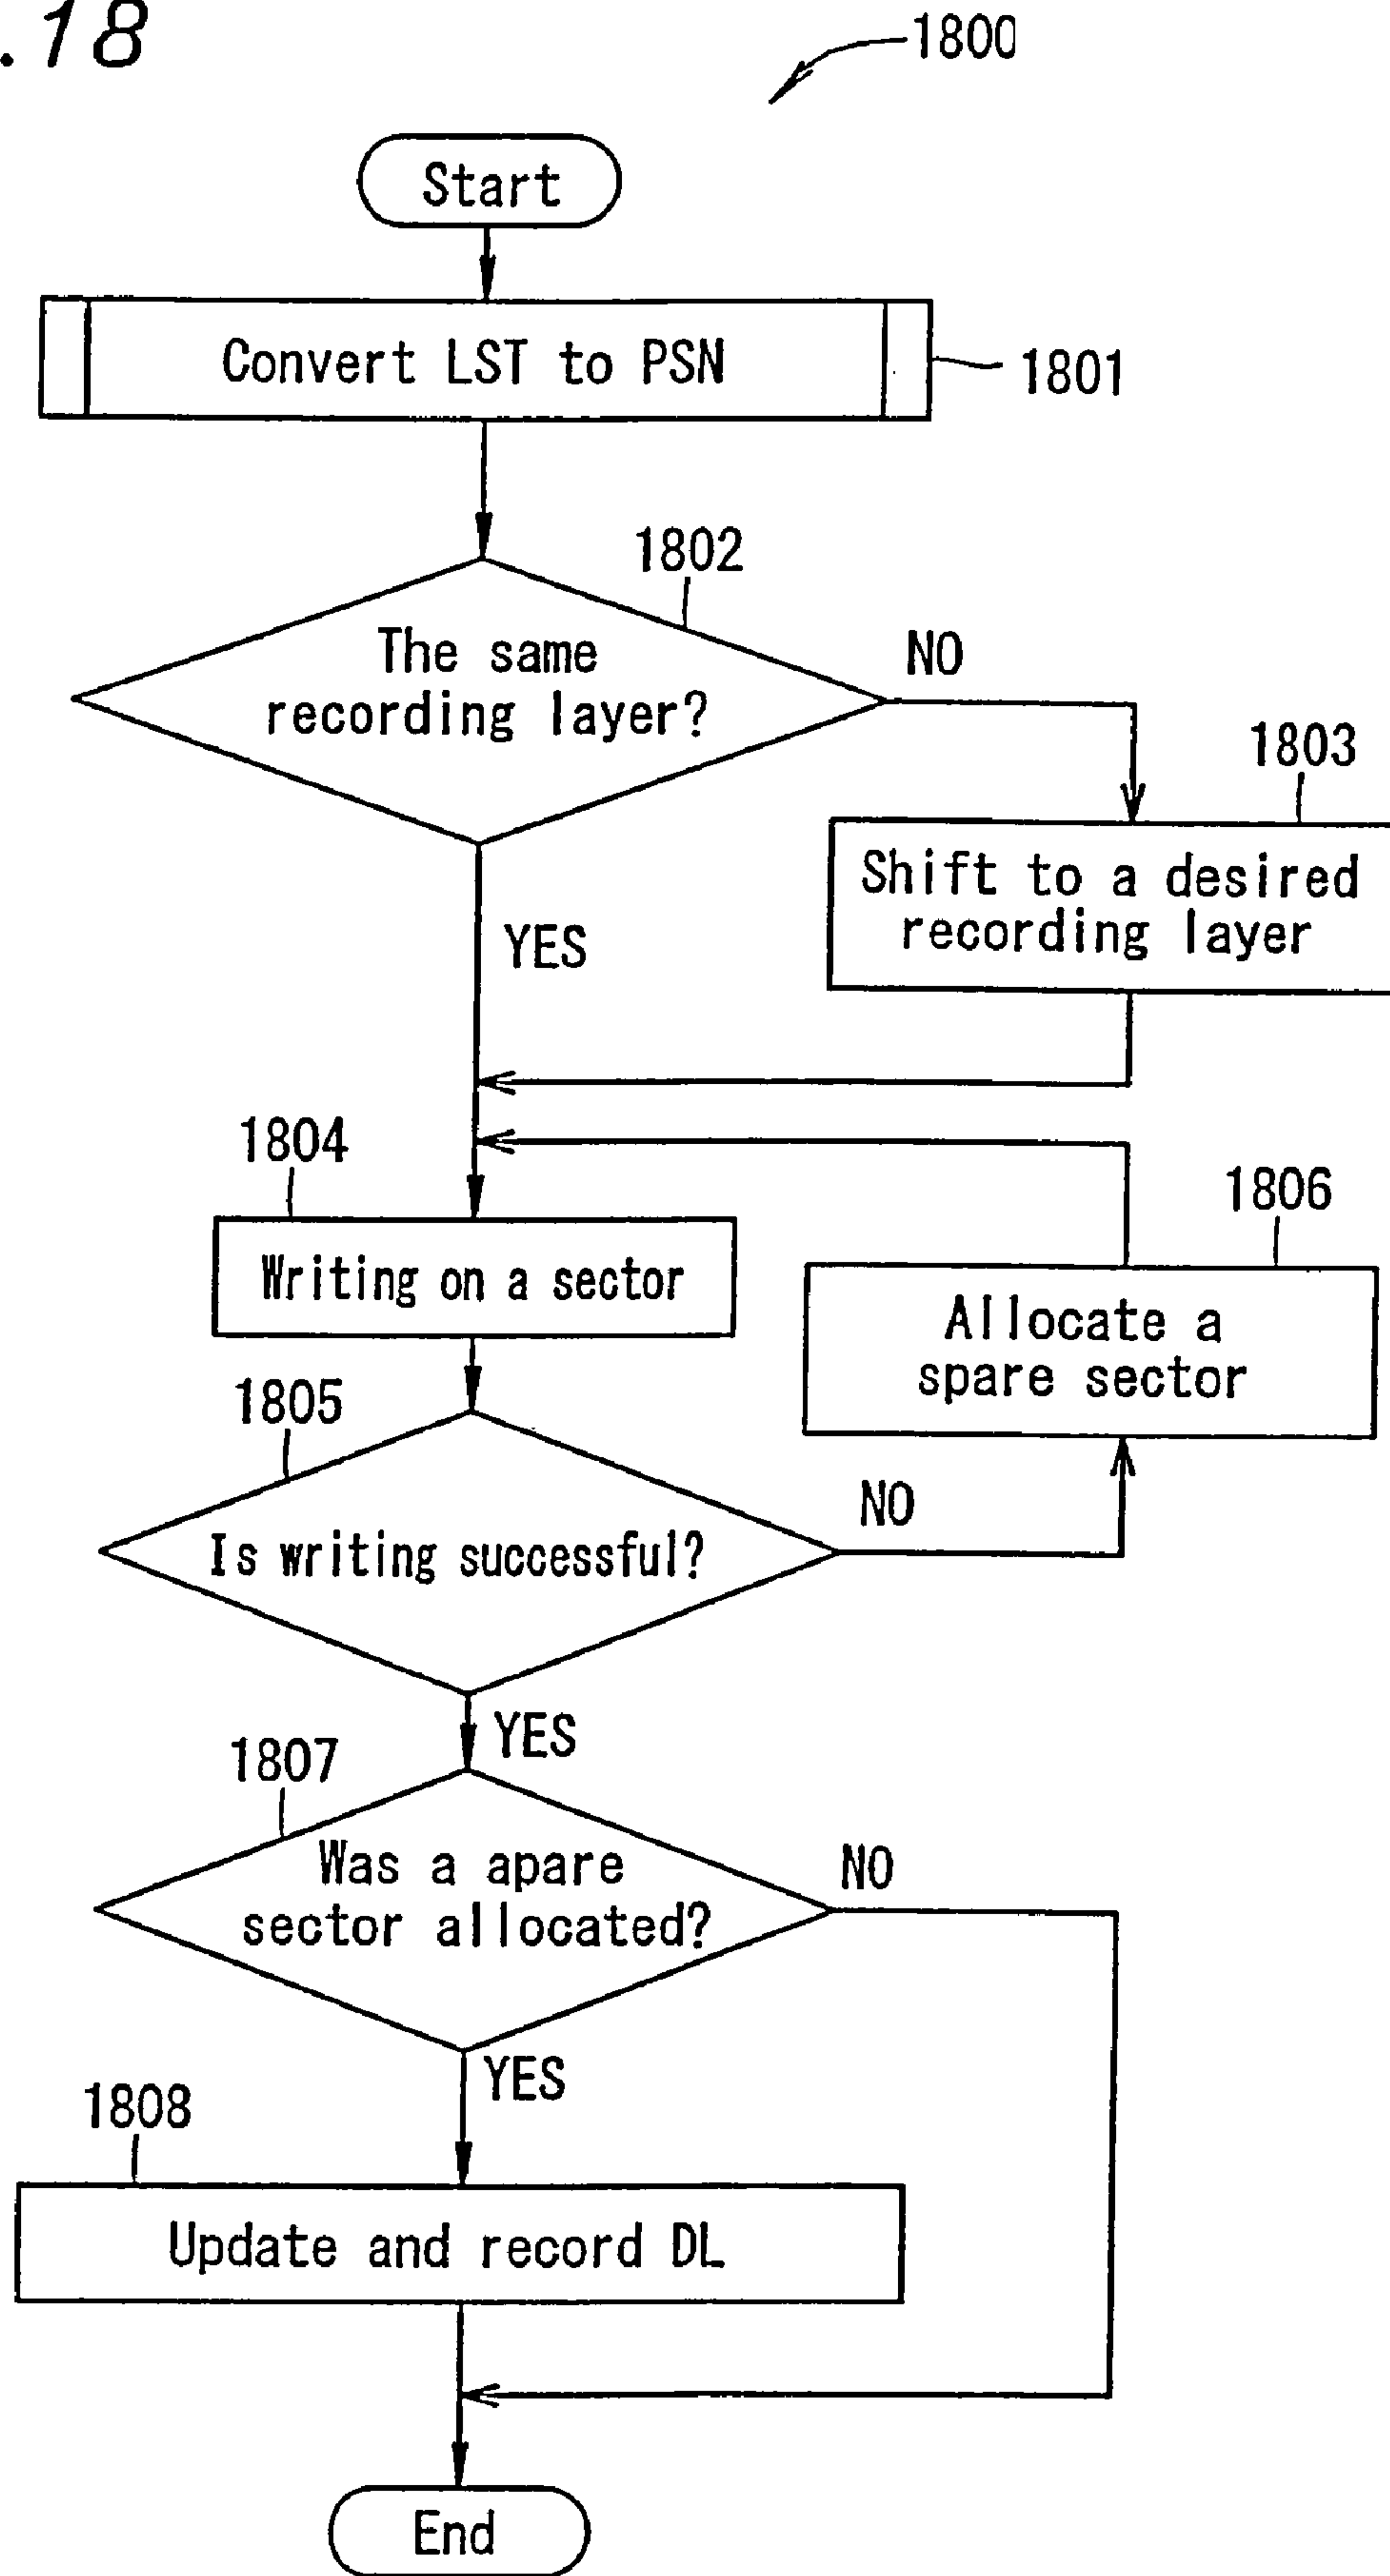 .18
1800
Start
Convert LST to PSN
1801
1802
The same
recording layer?
NO
1803
Shift to a desired
recording layer
YES
1804
1806
Writing on a sector
Allocate a
spare sector
1805
Is writing successful?
NO
YES
1807
Was a apare
sector allocated?
NO
YES
1808
Update and record DL
End